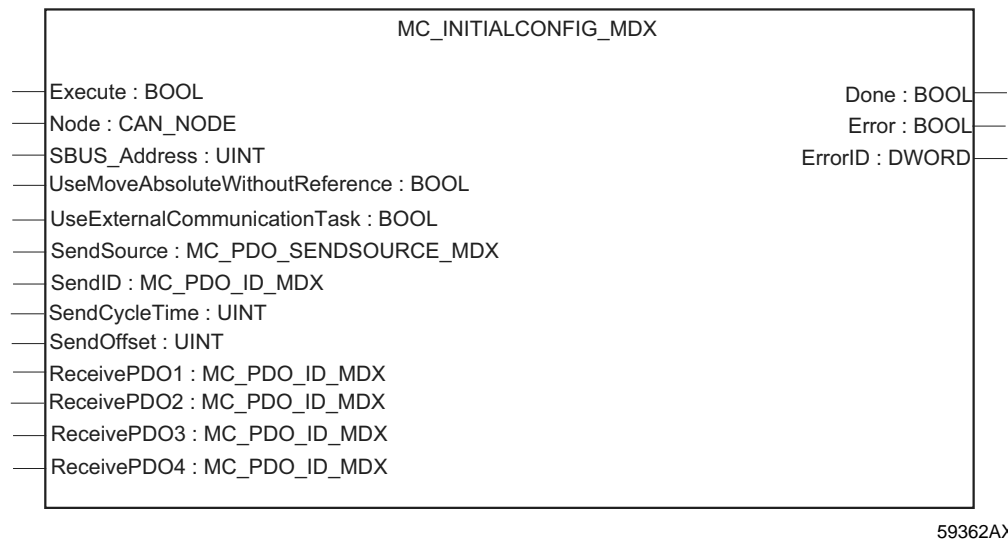 MC_INITIALCONFIG_MDX
Execute : BOOL
Node : CAN_NODE
SBUS_Address : UINT
UseMoveAbsoluteWithoutReference : BOOL
UseExternalCommunicationTask : BOOL
SendSource : MC_PDO_SENDSOURCE_MDX
SendID : MC_PDO_ID_MDX
SendCycleTime : UINT
SendOffset : UINT
ReceivePDO1 : MC_PDO_ID_MDX
ReceivePDO2 : MC_PDO_ID_MDX
ReceivePDO3 : MC_PDO_ID_MDX
ReceivePDO4 : MC_PDO_ID_MDX
Done : BOOL
Error : BOOL
ErrorID : DWORD
59362AX